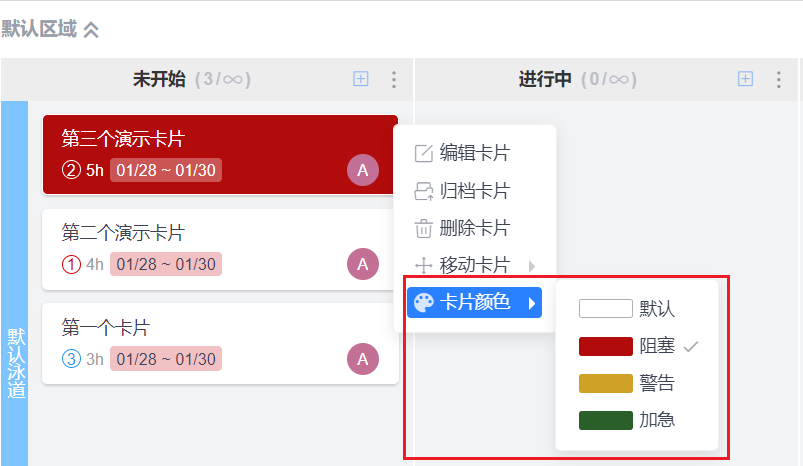 默认区域
未开始 (3/∞)
进行中 (0/∞)
默认泳道
第三个演示卡片
2 5h 01/28 ~ 01/30 A
第二个演示卡片
1 4h 01/28 ~ 01/30 A
第一个卡片
3 3h 01/28 ~ 01/30 A
编辑卡片
归档卡片
删除卡片
移动卡片
卡片颜色
默认
阻塞
警告
加急